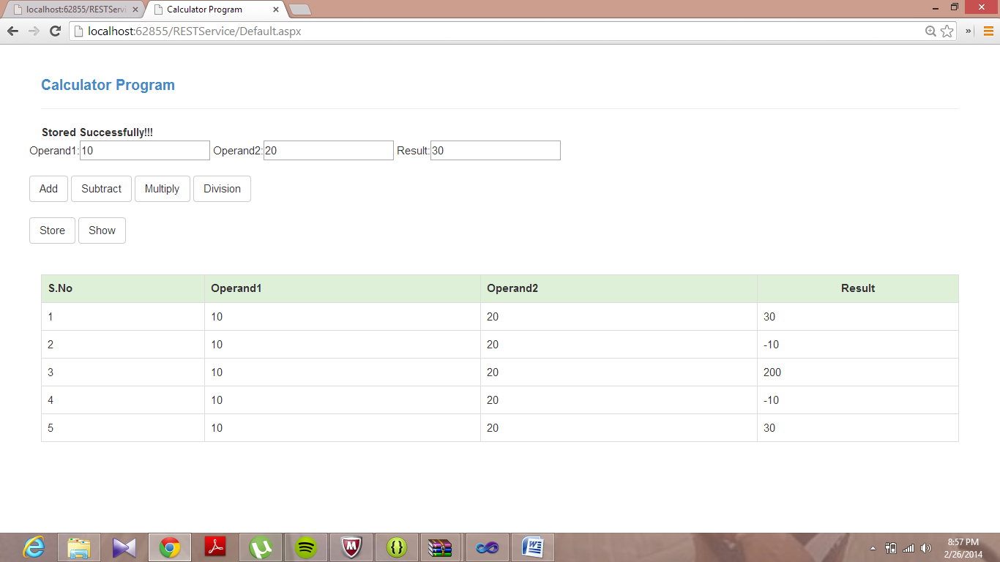 localhost:62855/RESTServi
Calculator Program
localhost:62855/RESTService/Default.aspx
Calculator Program
Stored Successfully!!!
Operand1: 10 Operand2: 20 Result: 30
Add Subtract Multiply Division
Store Show
S.No Operand1 Operand2 Result
1 10 20 30
2 10 20 -10
3 10 20 200
4 10 20 -10
5 10 20 30
8:57 PM
2/26/2014